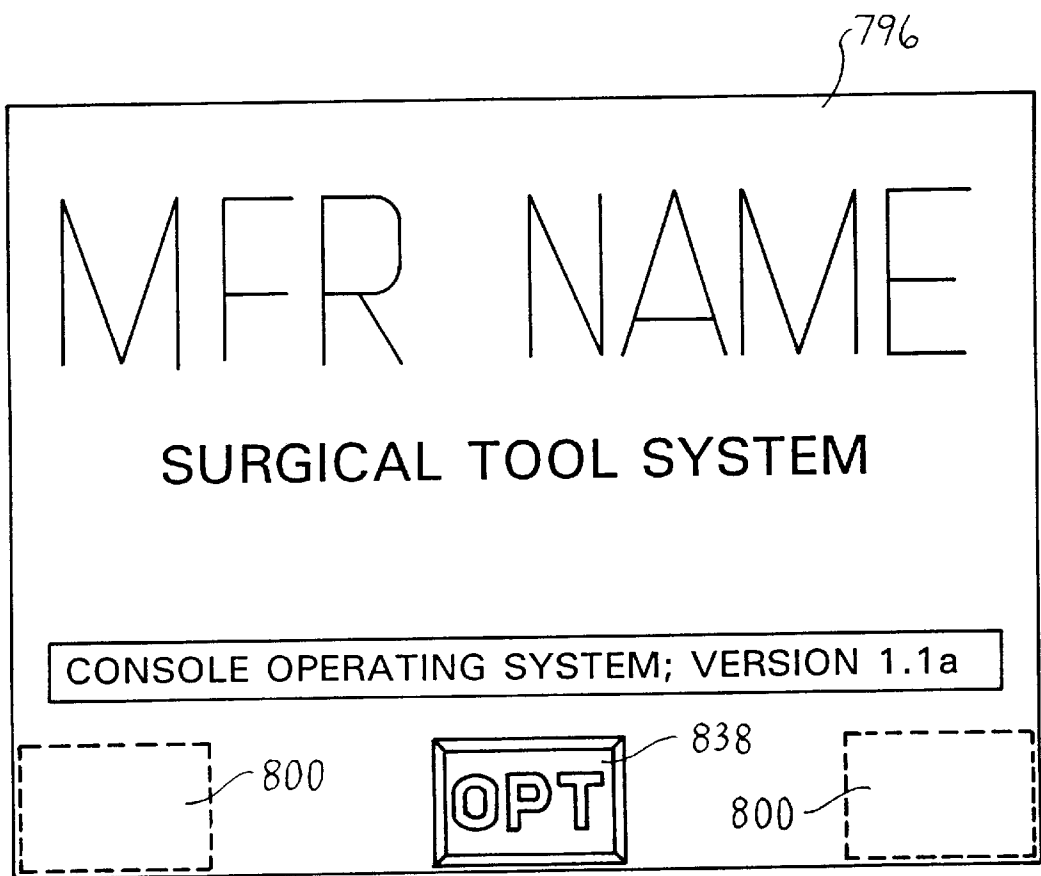 796
MFR NAME
SURGICAL TOOL SYSTEM
CONSOLE OPERATING SYSTEM; VERSION 1.1a
800 OPT 838 800